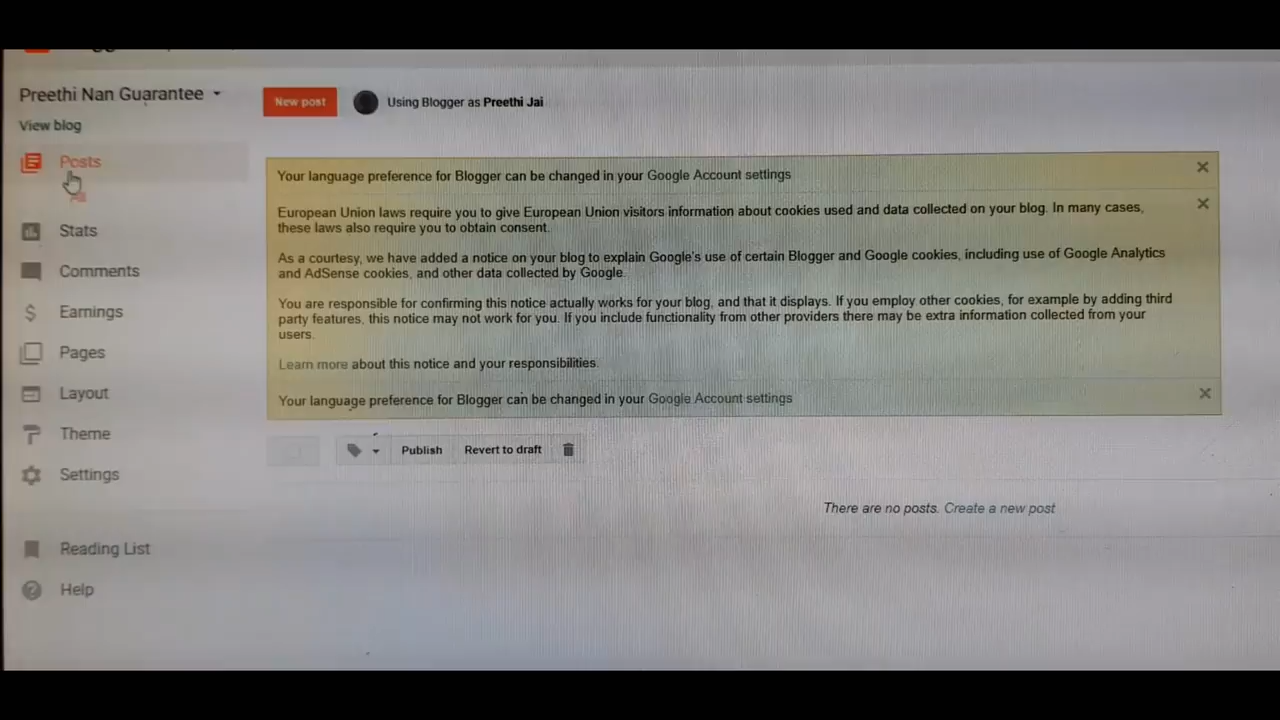 Preethi Nan Guarantee
View blog
New post
Using Blogger as Preethi Jai
Posts
All
Stats
Comments
Earnings
Pages
Layout
Theme
Settings
Reading List
Help
Your language preference for Blogger can be changed in your Google Account settings
European Union laws require you to give European Union visitors information about cookies used and data collected on your blog. In many cases,
these laws also require you to obtain consent.
As a courtesy, we have added a notice on your blog to explain Google's use of certain Blogger and Google cookies, including use of Google Analytics
and AdSense cookies, and other data collected by Google.
You are responsible for confirming this notice actually works for your blog, and that it displays. If you employ other cookies, for example by adding third
party features, this notice may not work for you. If you include functionality from other providers there may be extra information collected from your
users.
Learn more about this notice and your responsibilities.
Your language preference for Blogger can be changed in your Google Account settings
Publish
Revert to draft
There are no posts. Create a new post